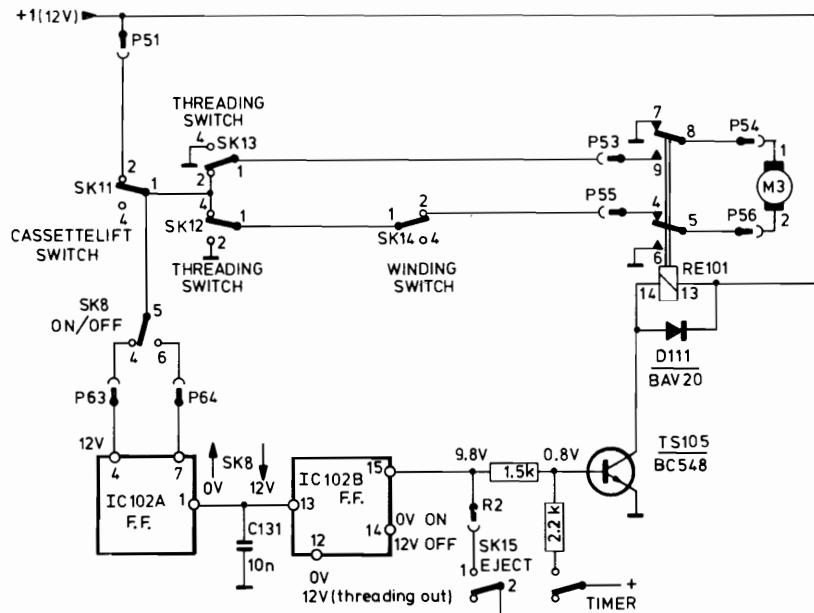 +1(12V)
P51
THREADING
SWITCH
4
SK13
1
2
7
8
P53
9
P54
1
M3
2
SK11
2
1
4
CASSETTELIFT
SWITCH
4
SK12
1
2
THREADING
SWITCH
1
2
SK14
4
WINDING
SWITCH
P55
4
5
6
P56
RE101
14
13
SK8
ON/OFF
5
4
6
P63
P64
D111
BAV20
12V
4
7
IC102A
F.F.
1
0V
SK8
12V
C131
10n
IC102B
F.F.
13
15
14
12
0V ON
12V OFF
0V
12V (threading out)
9.8V
1.5k
0.8V
TS105
BC548
R2
2.2 k
SK15
EJECT
1
2
+
TIMER